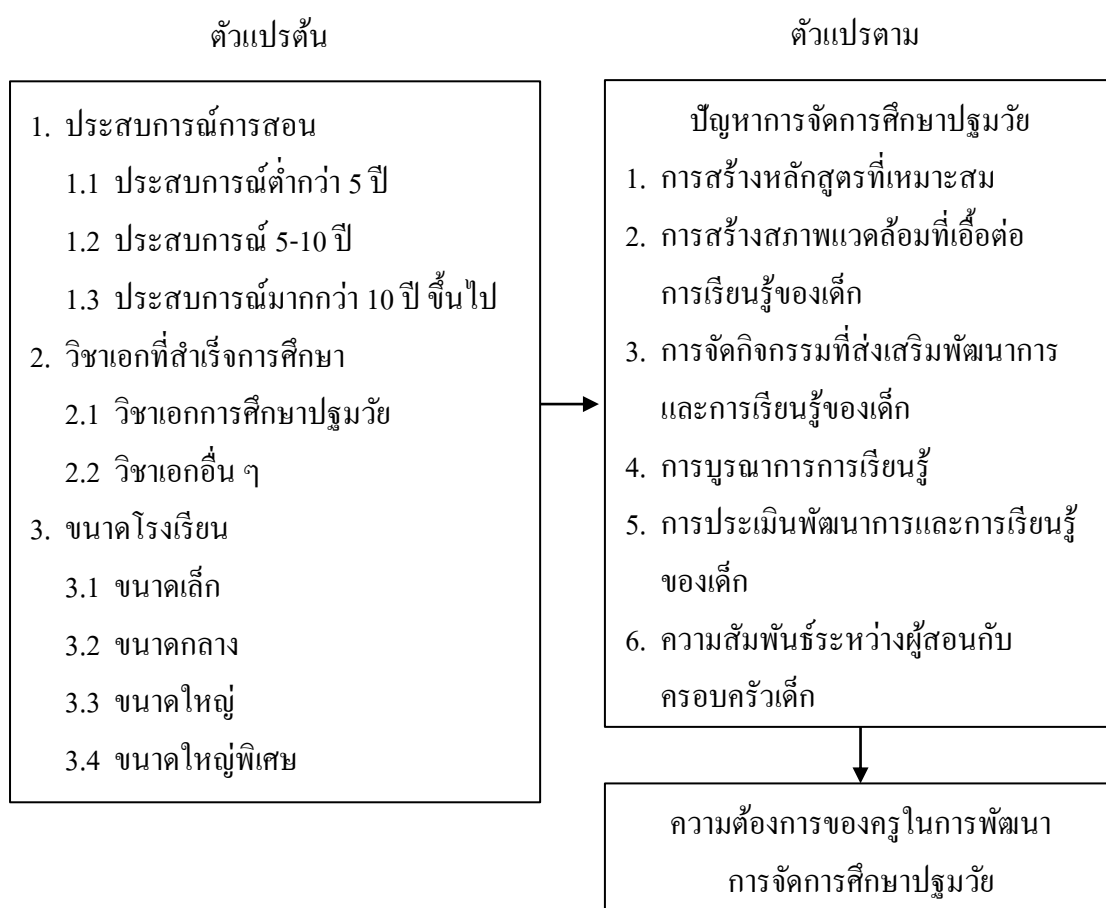 ตัวแปรต้น
1. ประสบการณ์การสอน
1.1 ประสบการณ์ต่ำกว่า 5 ปี
1.2 ประสบการณ์ 5-10 ปี
1.3 ประสบการณ์มากกว่า 10 ปี ขึ้นไป
2. วิชาเอกที่สำเร็จการศึกษา
2.1 วิชาเอกการศึกษาปฐมวัย
2.2 วิชาเอกอื่น ๆ
3. ขนาดโรงเรียน
3.1 ขนาดเล็ก
3.2 ขนาดกลาง
3.3 ขนาดใหญ่
3.4 ขนาดใหญ่พิเศษ
ตัวแปรตาม
ปัญหาการจัดการศึกษาปฐมวัย
1. การสร้างหลักสูตรที่เหมาะสม
2. การสร้างสภาพแวดล้อมที่เอื้อต่อ
การเรียนรู้ของเด็ก
3. การจัดกิจกรรมที่ส่งเสริมพัฒนาการ
และการเรียนรู้ของเด็ก
4. การบูรณาการการเรียนรู้
5. การประเมินพัฒนาการและการเรียนรู้
ของเด็ก
6. ความสัมพันธ์ระหว่างผู้สอนกับ
ครอบครัวเด็ก
ความต้องการของครูในการพัฒนา
การจัดการศึกษาปฐมวัย